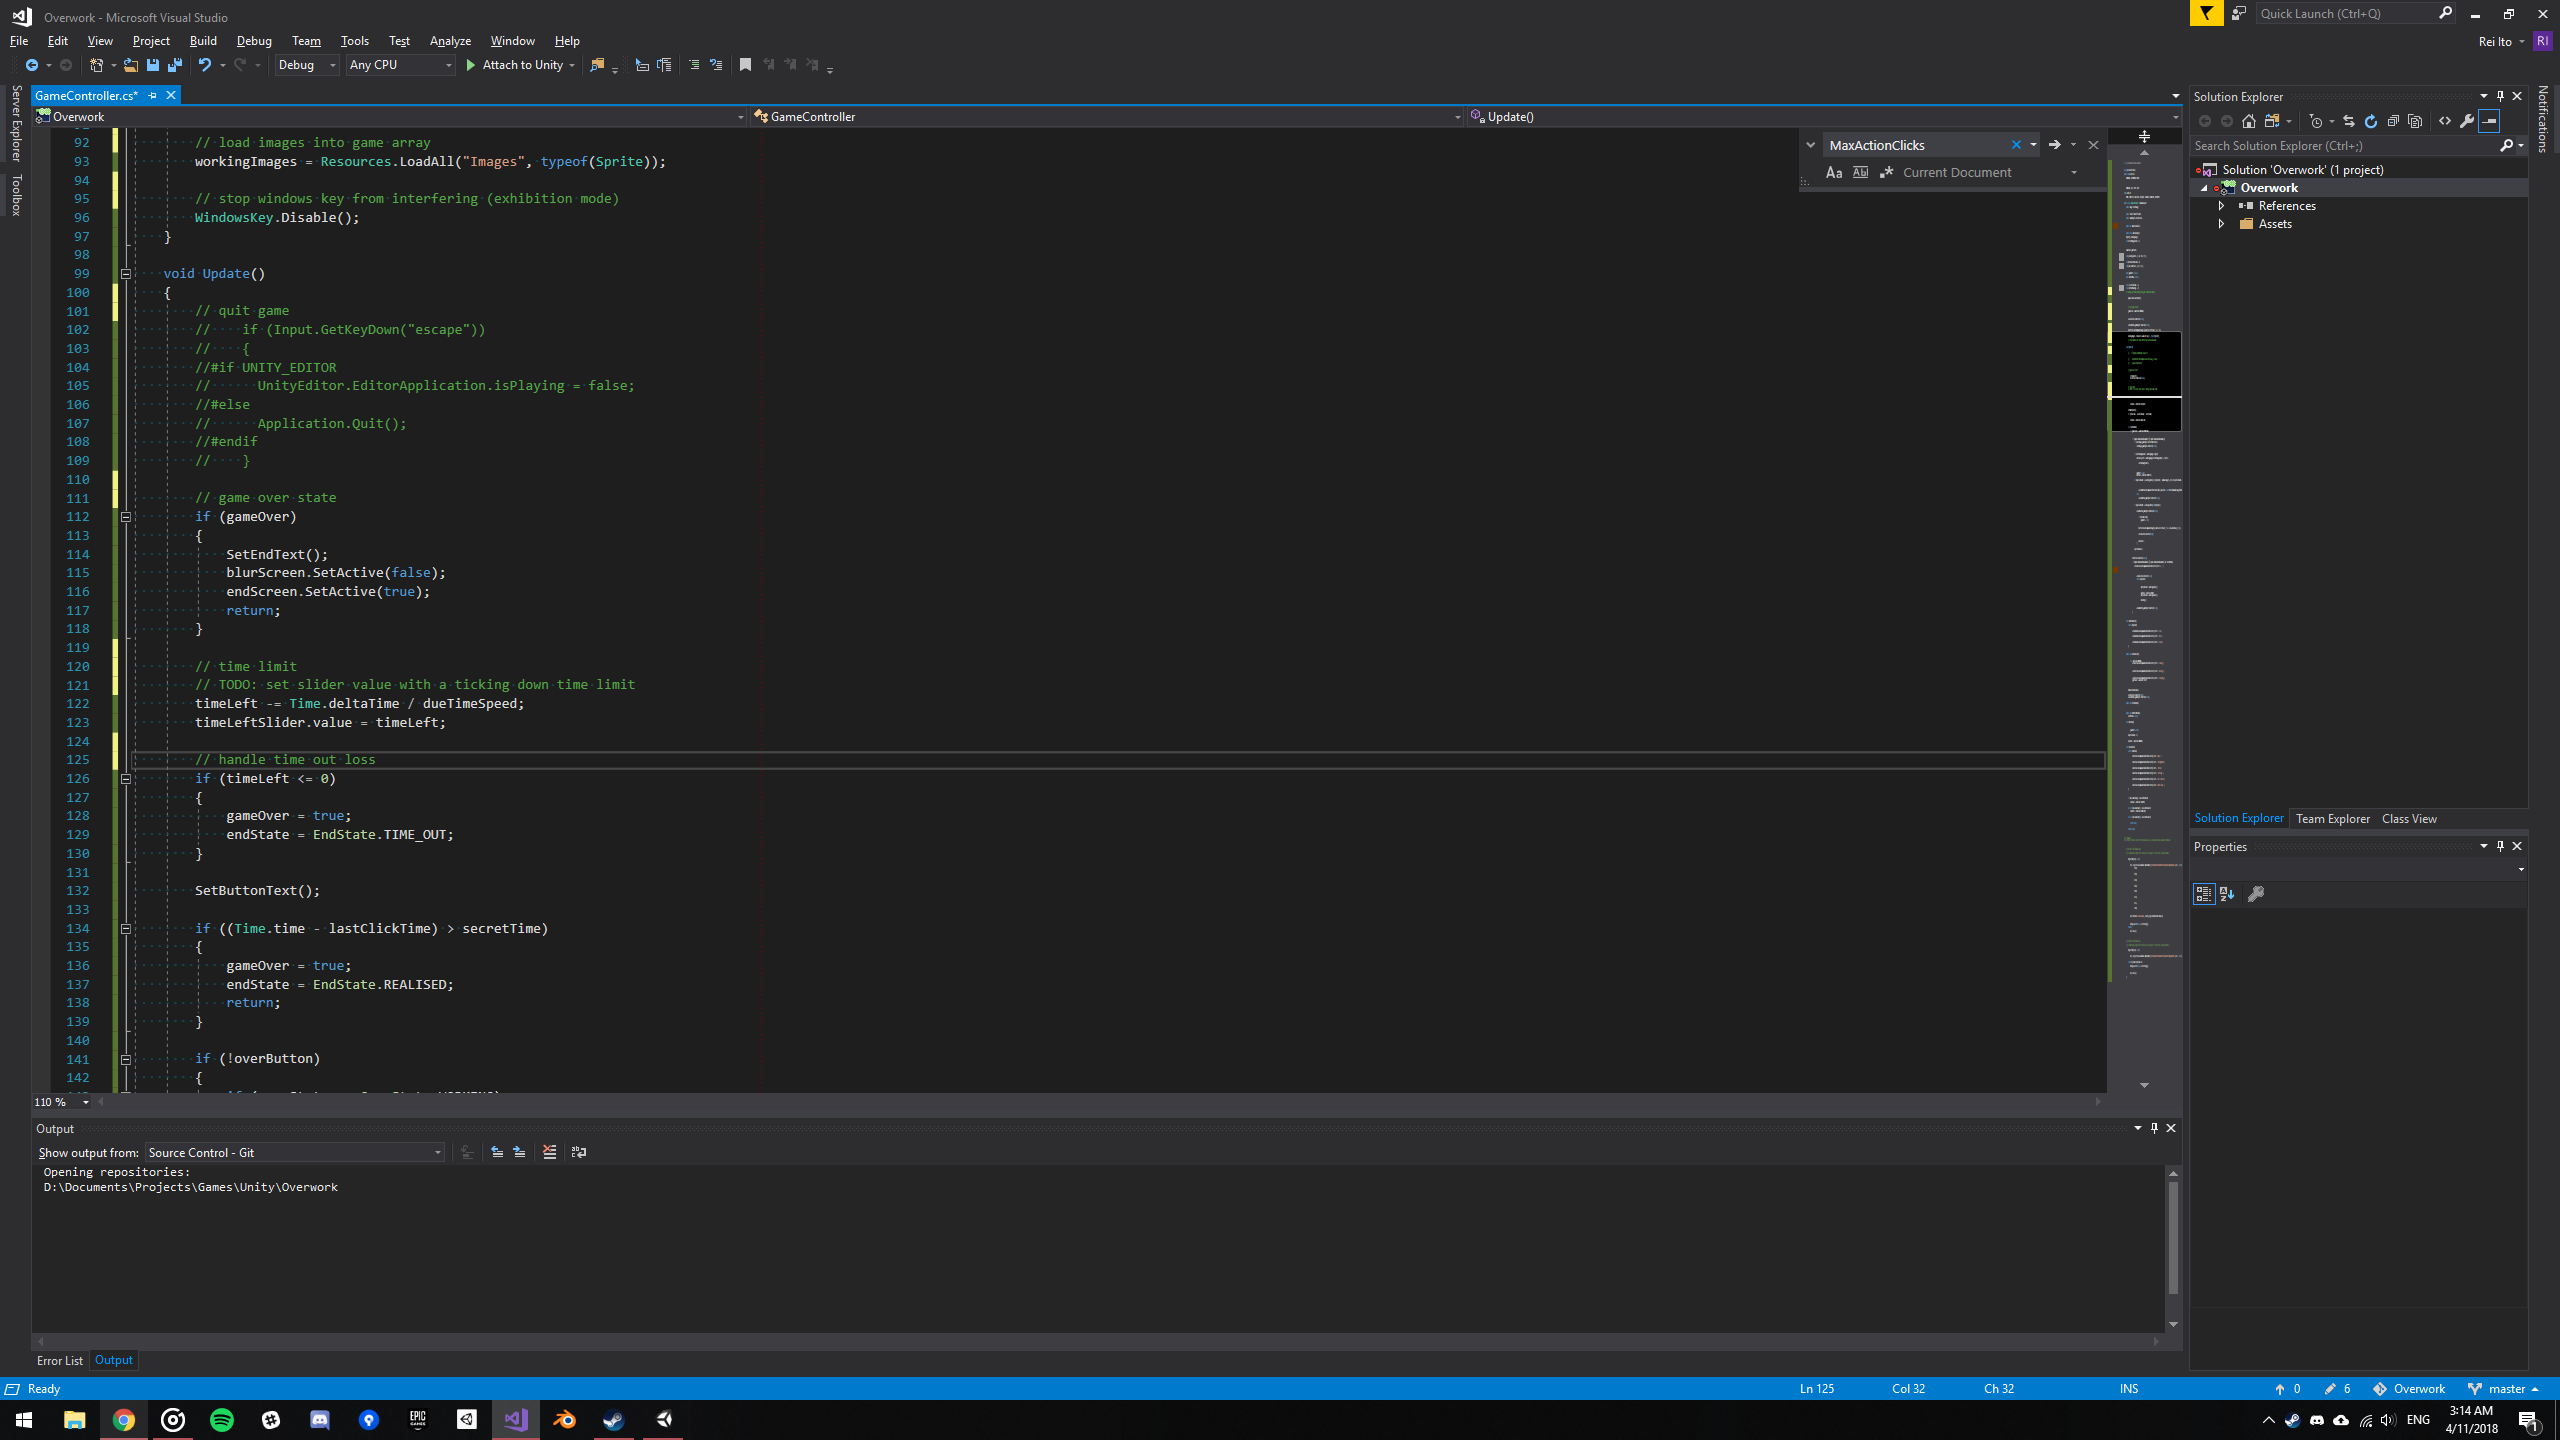 Overwork - Microsoft Visual Studio
Quick Launch (Ctrl+Q)
File Edit View Project Build Debug Team Tools Test Analyze Window Help
Rei Ito RI
Debug Any CPU Attach to Unity
Server Explorer
Toolbox
GameController.cs*
Overwork
GameController
Update()
MaxActionClicks
Aa Current Document
92 // load images into game array
93 workingImages = Resources.LoadAll("Images", typeof(Sprite));
94
95 // stop windows key from interfering (exhibition mode)
96 WindowsKey.Disable();
97 }
98
99 void Update()
100 {
101 // quit game
102 // if (Input.GetKeyDown("escape"))
103 // {
104 //#if UNITY_EDITOR
105 // UnityEditor.EditorApplication.isPlaying = false;
106 //#else
107 // Application.Quit();
108 //#endif
109 // }
110
111 // game over state
112 if (gameOver)
113 {
114 SetEndText();
115 blurScreen.SetActive(false);
116 endScreen.SetActive(true);
117 return;
118 }
119
120 // time limit
121 // TODO: set slider value with a ticking down time limit
122 timeLeft -= Time.deltaTime / dueTimeSpeed;
123 timeLeftSlider.value = timeLeft;
124
125 // handle time out loss
126 if (timeLeft <= 0)
127 {
128 gameOver = true;
129 endState = EndState.TIME_OUT;
130 }
131
132 SetButtonText();
133
134 if ((Time.time - lastClickTime) > secretTime)
135 {
136 gameOver = true;
137 endState = EndState.REALISED;
138 return;
139 }
140
141 if (!overButton)
142 {
110 %
Solution Explorer
Search Solution Explorer (Ctrl+;)
Solution 'Overwork' (1 project)
Overwork
References
Assets
Solution Explorer Team Explorer Class View
Properties
Notifications
Output
Show output from: Source Control - Git
Opening repositories:
D:\Documents\Projects\Games\Unity\Overwork
Error List Output
Ready
Ln 125 Col 32 Ch 32 INS
0 6 Overwork master
EPIC GAMES
ENG
3:14 AM
4/11/2018
1